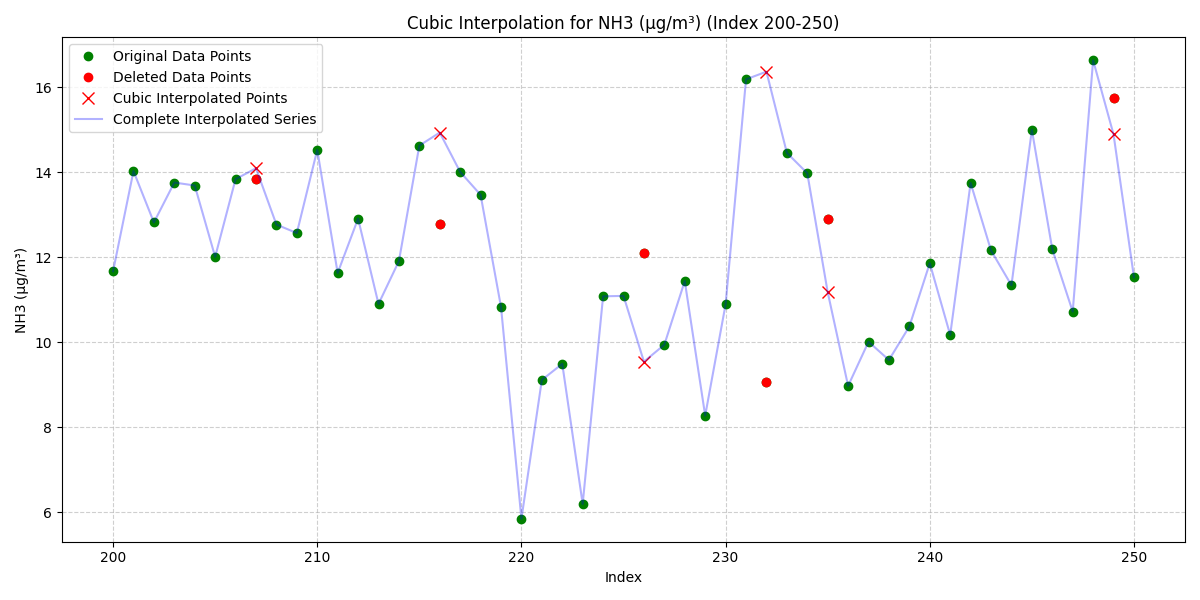 Cubic Interpolation for NH3 (µg/m³) (Index 200-250)
Original Data Points
Deleted Data Points
Cubic Interpolated Points
Complete Interpolated Series
NH3 (µg/m³)
16
14
12
10
8
6
200
210
220
230
240
250
Index